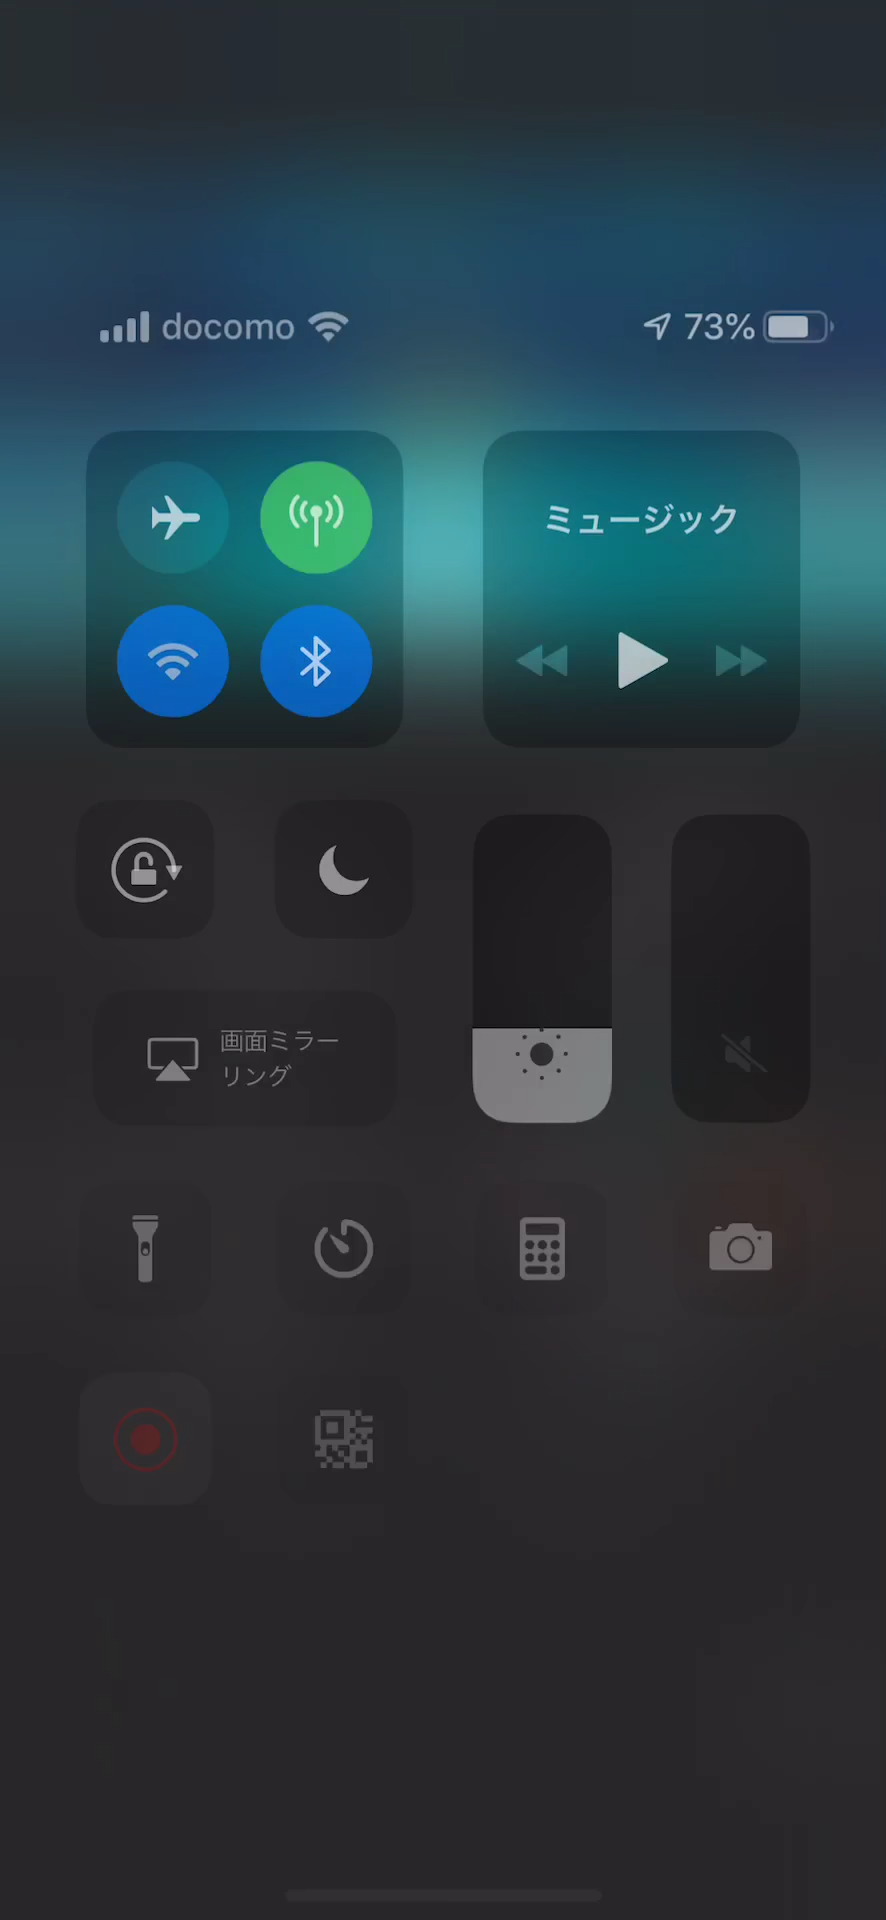 docomo
73%
ミュージック
画面ミラー
リング